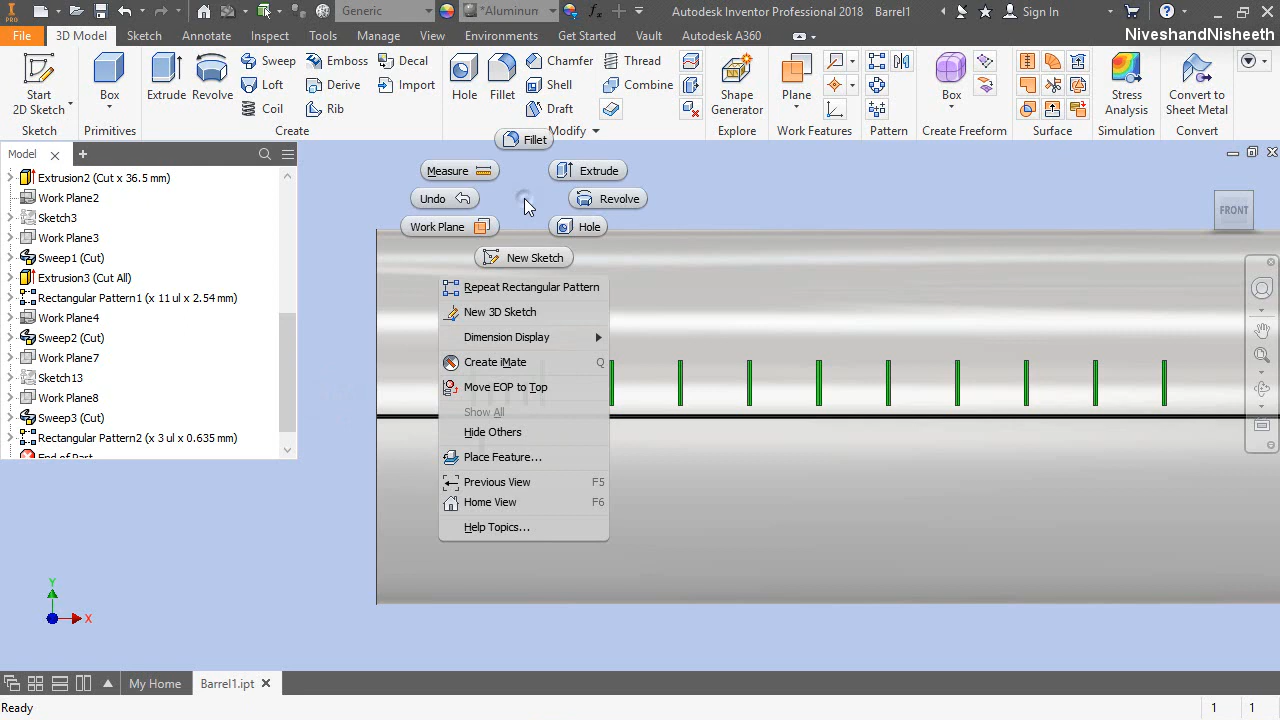 PRO
Generic
*Aluminun
Autodesk Inventor Professional 2018
Barrel1
Sign In
File
3D Model
Sketch
Annotate
Inspect
Tools
Manage
View
Environments
Get Started
Vault
Autodesk A360
NiveshandNisheeth
Start
2D Sketch
Box
Extrude
Revolve
Sweep
Loft
Coil
Emboss
Derive
Rib
Decal
Import
Hole
Fillet
Chamfer
Shell
Draft
Thread
Combine
Shape
Generator
Plane
Box
Stress
Analysis
Convert to
Sheet Metal
Sketch
Primitives
Create
Modify
Explore
Work Features
Pattern
Create Freeform
Surface
Simulation
Convert
Model
Extrusion2 (Cut x 36.5 mm)
Work Plane2
Sketch3
Work Plane3
Sweep1 (Cut)
Extrusion3 (Cut All)
Rectangular Pattern1 (x 11 ul x 2.54 mm)
Work Plane4
Sweep2 (Cut)
Work Plane7
Sketch13
Work Plane8
Sweep3 (Cut)
Rectangular Pattern2 (x 3 ul x 0.635 mm)
End of Part
Fillet
Measure
Extrude
Undo
Revolve
Work Plane
Hole
New Sketch
Repeat Rectangular Pattern
New 3D Sketch
Dimension Display
Create iMate Q
Move EOP to Top
Show All
Hide Others
Place Feature...
Previous View F5
Home View F6
Help Topics...
FRONT
Y
X
My Home
Barrel1.ipt
Ready
1 1